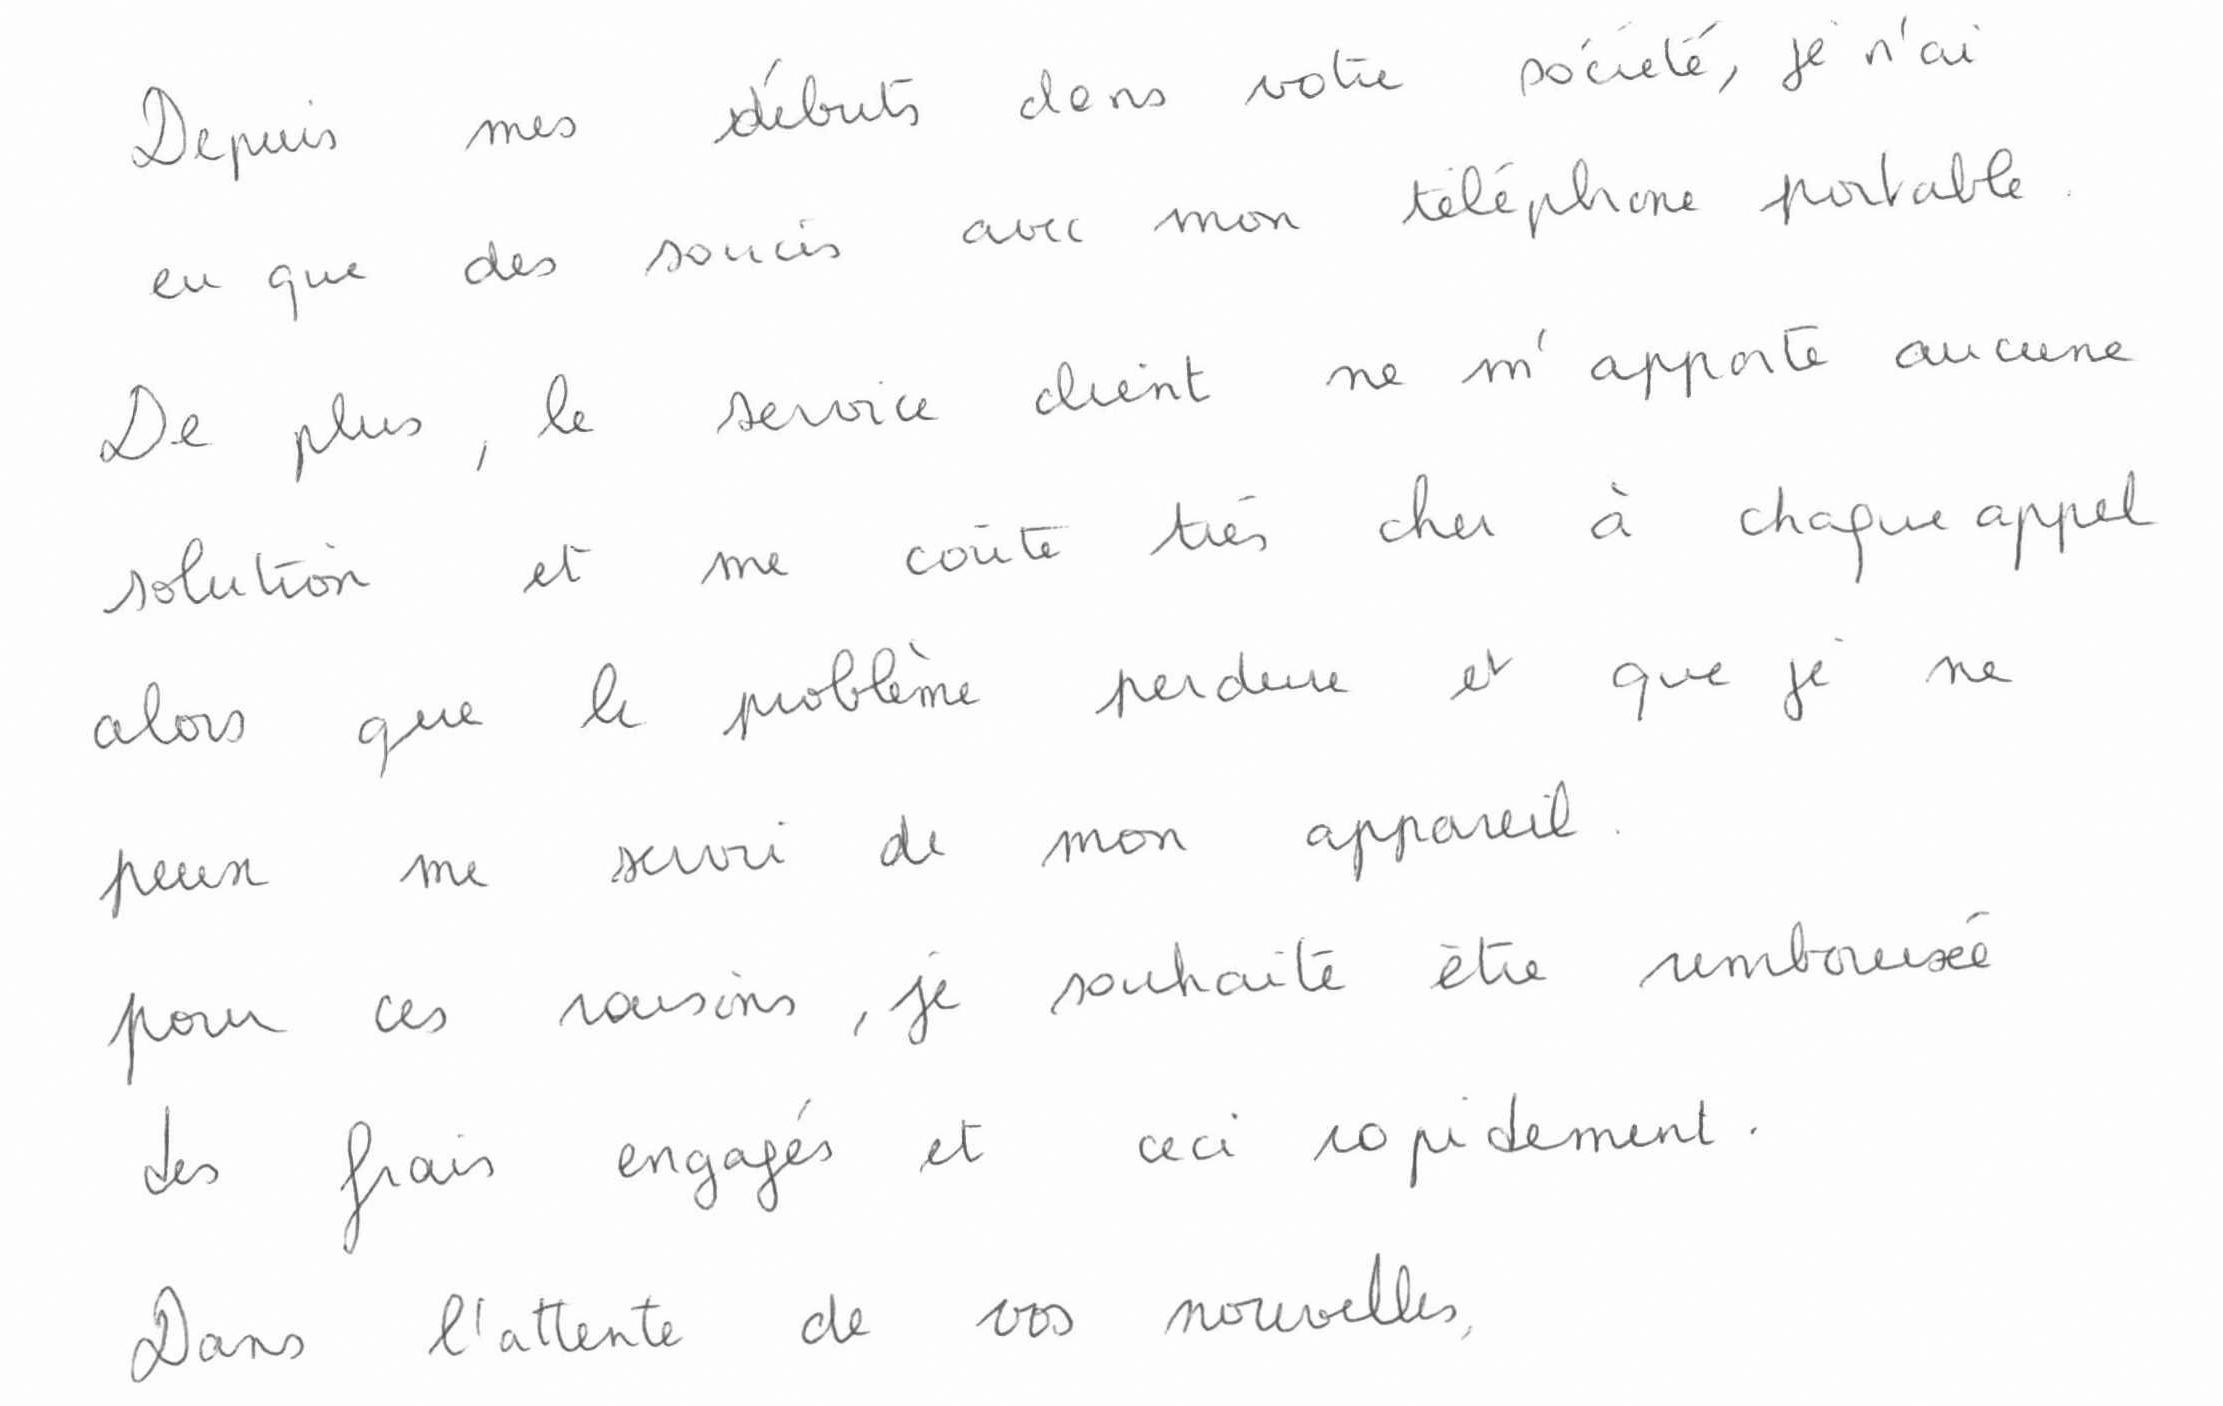 Depuis mes débuts dans votre société, je n'ai
eu que des soucis avec mon téléphone portable.
De plus, le service client ne m'apporte aucune
solution et me coûte très cher à chaque appel
alors que le problème perdure et que je ne
peux me servir de mon appareil.
pour ces raisons, je souhaite être remboursée
des frais engagés et ceci rapidement.
Dans l'attente de vos nouvelles,